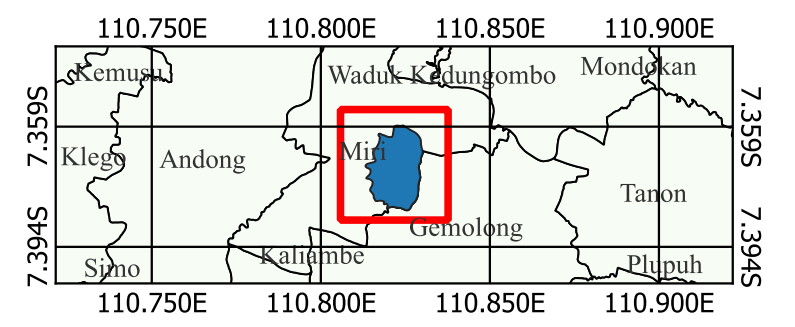 110.750E 110.800E 110.850E 110.900E
Kemusu Waduk Kedungombo Mondokan
7.359S 7.359S
Klego Andong Miri
Tanon
Gemolong
7.394S 7.394S
Simo Kaliambe Plupuh
110.750E 110.800E 110.850E 110.900E